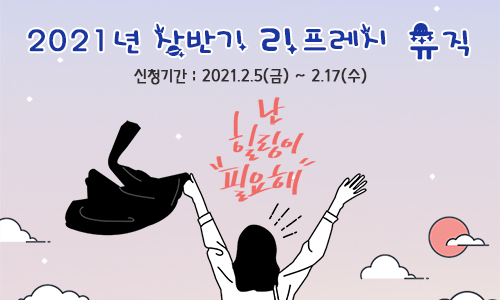 2021년 상반기 리프레시 휴직
신청기간 : 2021.2.5(금) ~ 2.17(수)
난
힐링이
"필요해"